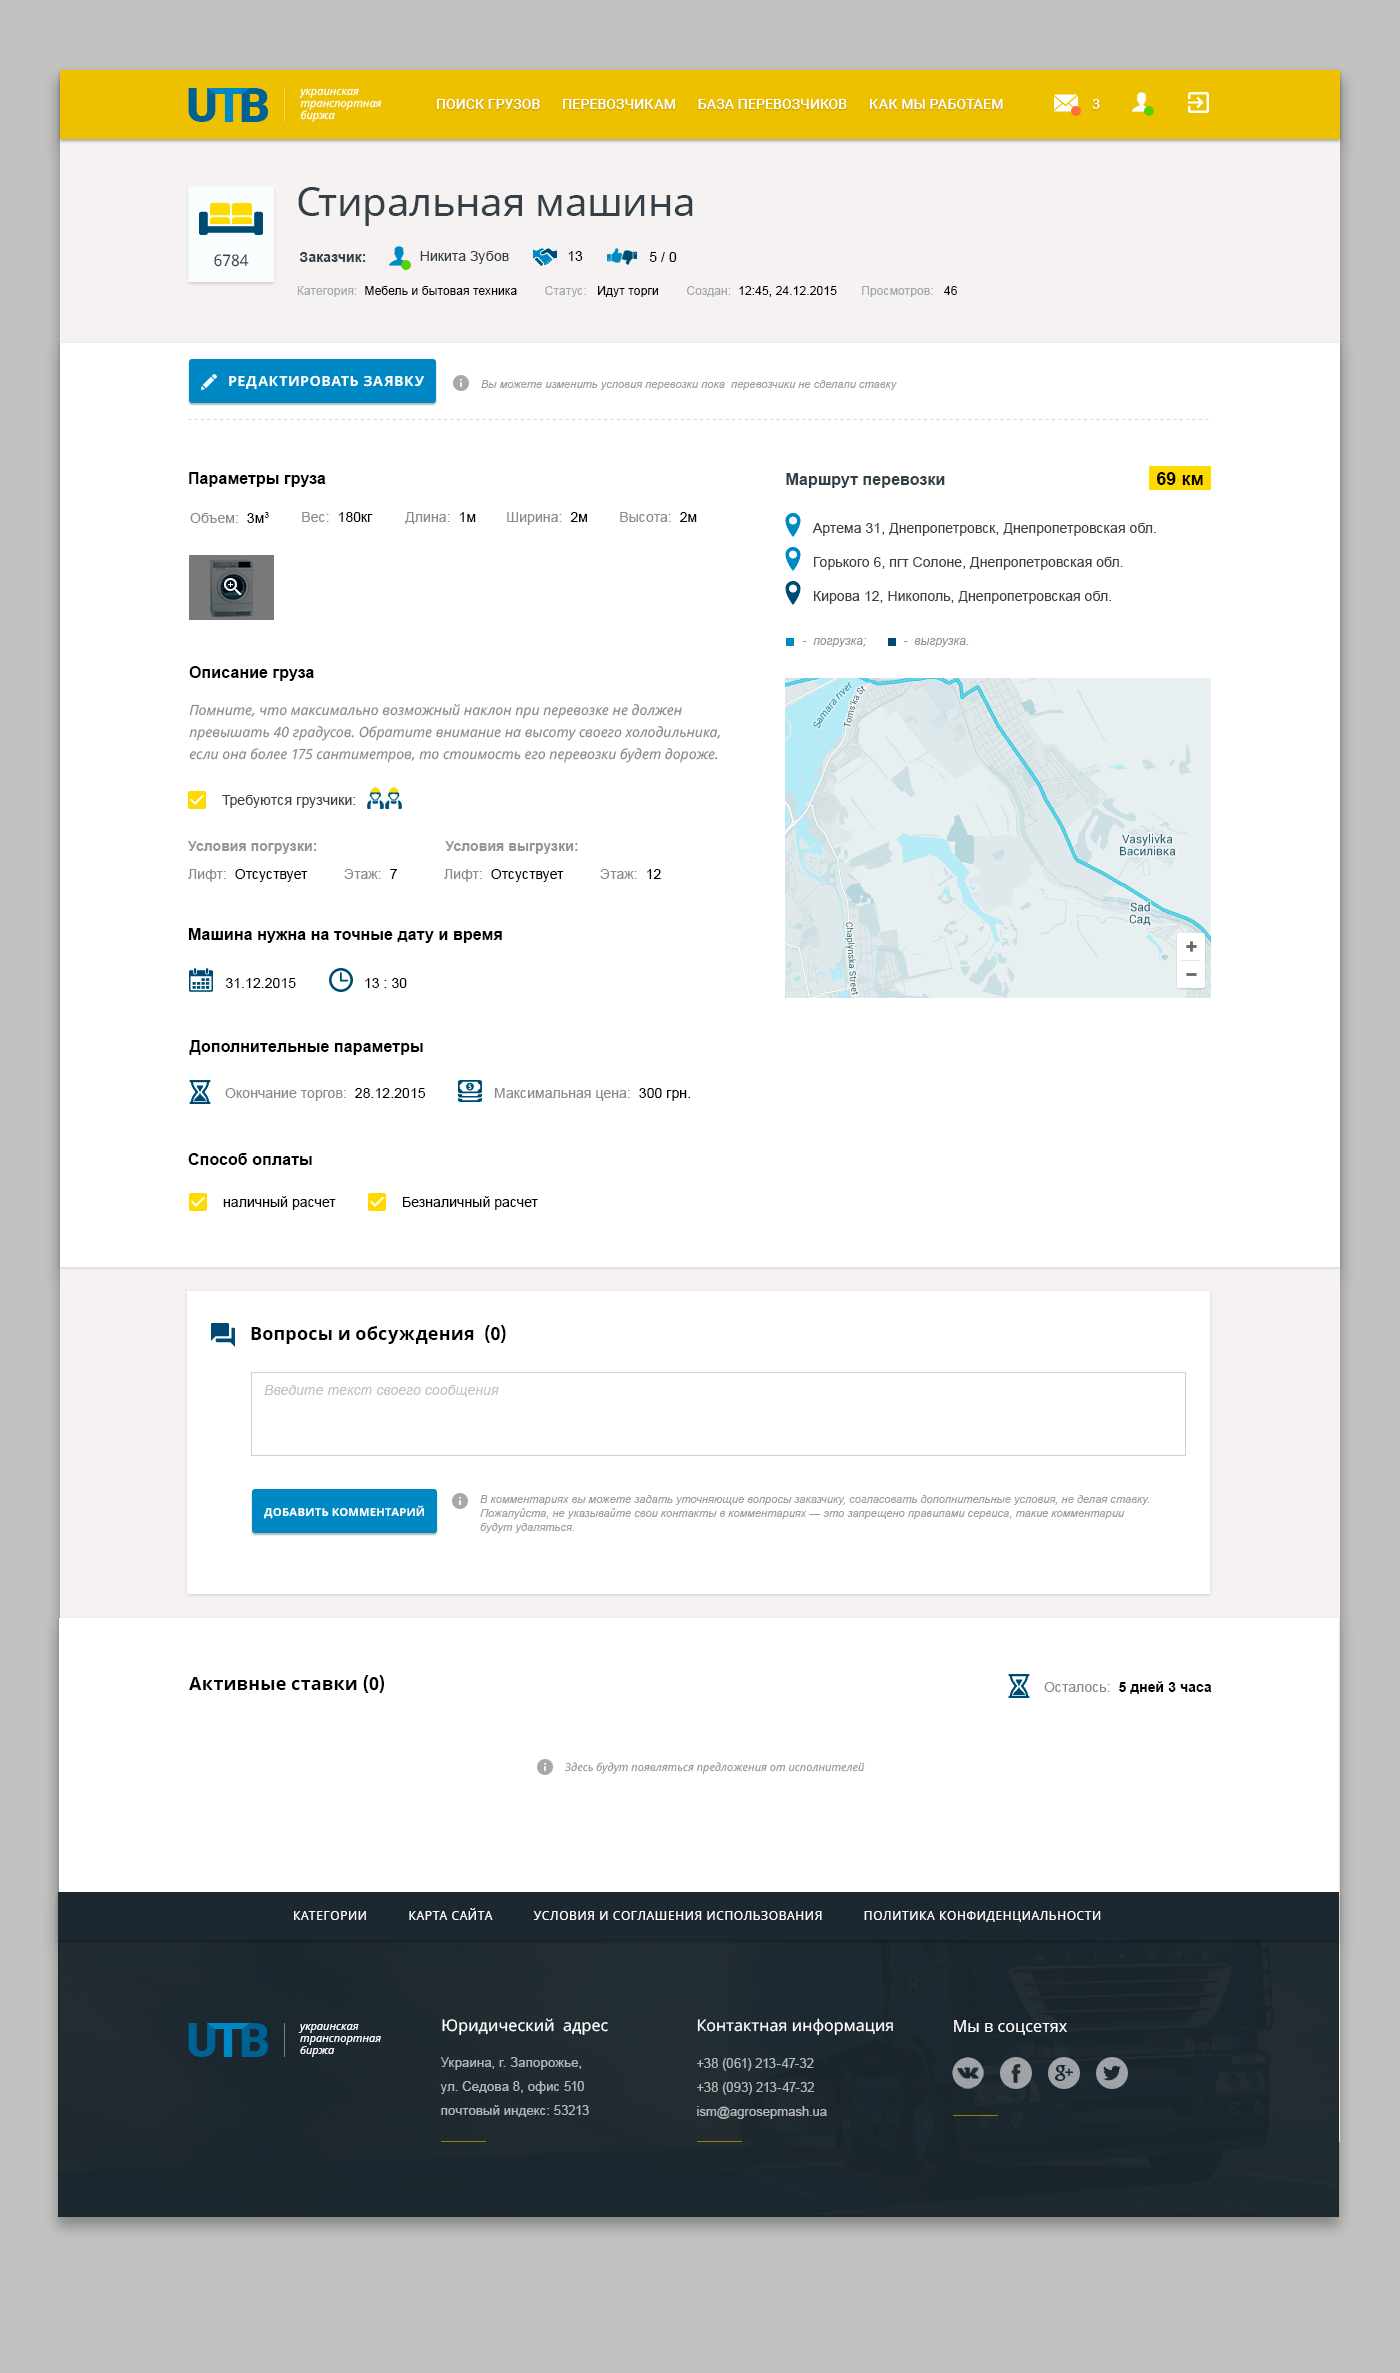 UTB
украинская
транспортная
биржа
ПОИСК ГРУЗОВ ПЕРЕВОЗЧИКАМ БАЗА ПЕРЕВОЗЧИКОВ КАК МЫ РАБОТАЕМ 3
6784
Стиральная машина
Заказчик: Никита Зубов 13 5 / 0
Категория: Мебель и бытовая техника Статус: Идут торги Создан: 12:45, 24.12.2015 Просмотров: 46
РЕДАКТИРОВАТЬ ЗАЯВКУ
Вы можете изменить условия перевозки пока перевозчики не сделали ставку
Параметры груза
Объем: 3м³ Вес: 180кг Длина: 1м Ширина: 2м Высота: 2м
Описание груза
Помните, что максимально возможный наклон при перевозке не должен
превышать 40 градусов. Обратите внимание на высоту своего холодильника,
если она более 175 сантиметров, то стоимость его перевозки будет дороже.
Требуются грузчики:
Условия погрузки: Условия выгрузки:
Лифт: Отсуствует Этаж: 7 Лифт: Отсуствует Этаж: 12
Машина нужна на точные дату и время
31.12.2015 13 : 30
Дополнительные параметры
Окончание торгов: 28.12.2015 Максимальная цена: 300 грн.
Способ оплаты
наличный расчет Безналичный расчет
Маршрут перевозки 69 км
Артема 31, Днепропетровск, Днепропетровская обл.
Горького 6, пгт Солоне, Днепропетровская обл.
Кирова 12, Никополь, Днепропетровская обл.
- погрузка; - выгрузка.
Samara river
Toms'ka St
Vasylivka
Василівка
Sad
Сад
Chaplynska Street
+
−
Вопросы и обсуждения (0)
Введите текст своего сообщения
ДОБАВИТЬ КОММЕНТАРИЙ
В комментариях вы можете задать уточняющие вопросы заказчику, согласовать дополнительные условия, не делая ставку.
Пожалуйста, не указывайте свои контакты в комментариях — это запрещено правилами сервиса, такие комментарии
будут удаляться.
Активные ставки (0)
Осталось: 5 дней 3 часа
Здесь будут появляться предложения от исполнителей
КАТЕГОРИИ КАРТА САЙТА УСЛОВИЯ И СОГЛАШЕНИЯ ИСПОЛЬЗОВАНИЯ ПОЛИТИКА КОНФИДЕНЦИАЛЬНОСТИ
UTB
украинская
транспортная
биржа
Юридический адрес
Украина, г. Запорожье,
ул. Седова 8, офис 510
почтовый индекс: 53213
Контактная информация
+38 (061) 213-47-32
+38 (093) 213-47-32
ism@agrosepmash.ua
Мы в соцсетях